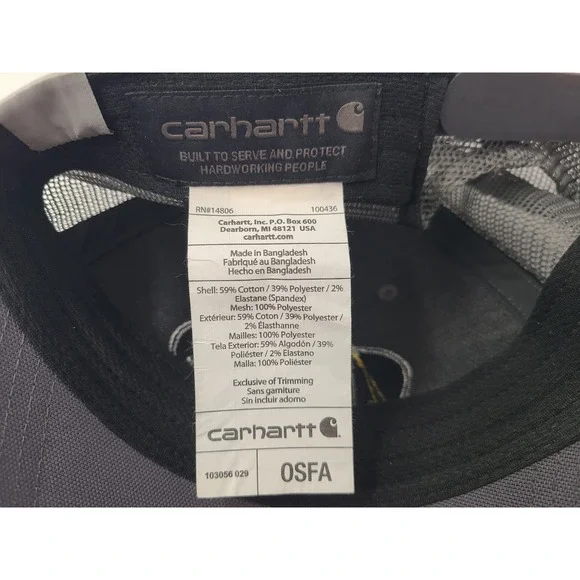 carhartt
BUILT TO SERVE AND PROTECT
HARDWORKING PEOPLE
RN#14806 100436
Carhartt, Inc. P.O. Box 600
Dearborn, MI 48121 USA
carhartt.com
Made in Bangladesh
Fabriqué au Bangladesh
Hecho en Bangladesh
Shell: 59% Cotton / 39% Polyester / 2%
Elastane (Spandex)
Mesh: 100% Polyester
Extérieur: 59% Coton / 39% Polyester /
2% Élasthanne
Mailles: 100% Polyester
Tela Exterior: 59% Algodón / 39%
Poliéster / 2% Elastano
Malla: 100% Poliéster
Exclusive of Trimming
Sans garniture
Sin incluir adorno
carhartt
103056 029 OSFA